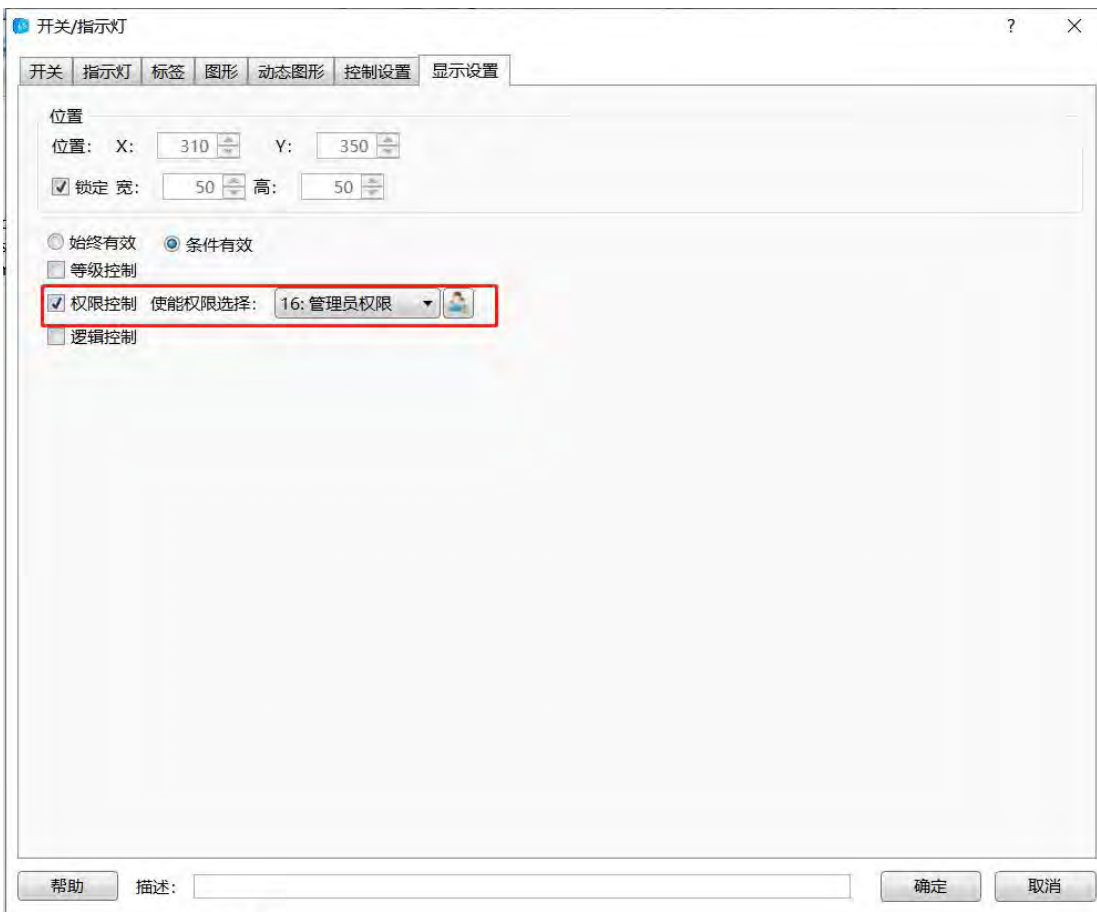 开关/指示灯 ?
开关 指示灯 标签 图形 动态图形 控制设置 显示设置
位置
位置: X: 310 Y: 350
锁定 宽: 50 高: 50
始终有效 条件有效
等级控制
权限控制 使能权限选择: 16: 管理员权限
逻辑控制
帮助 描述: 确定 取消